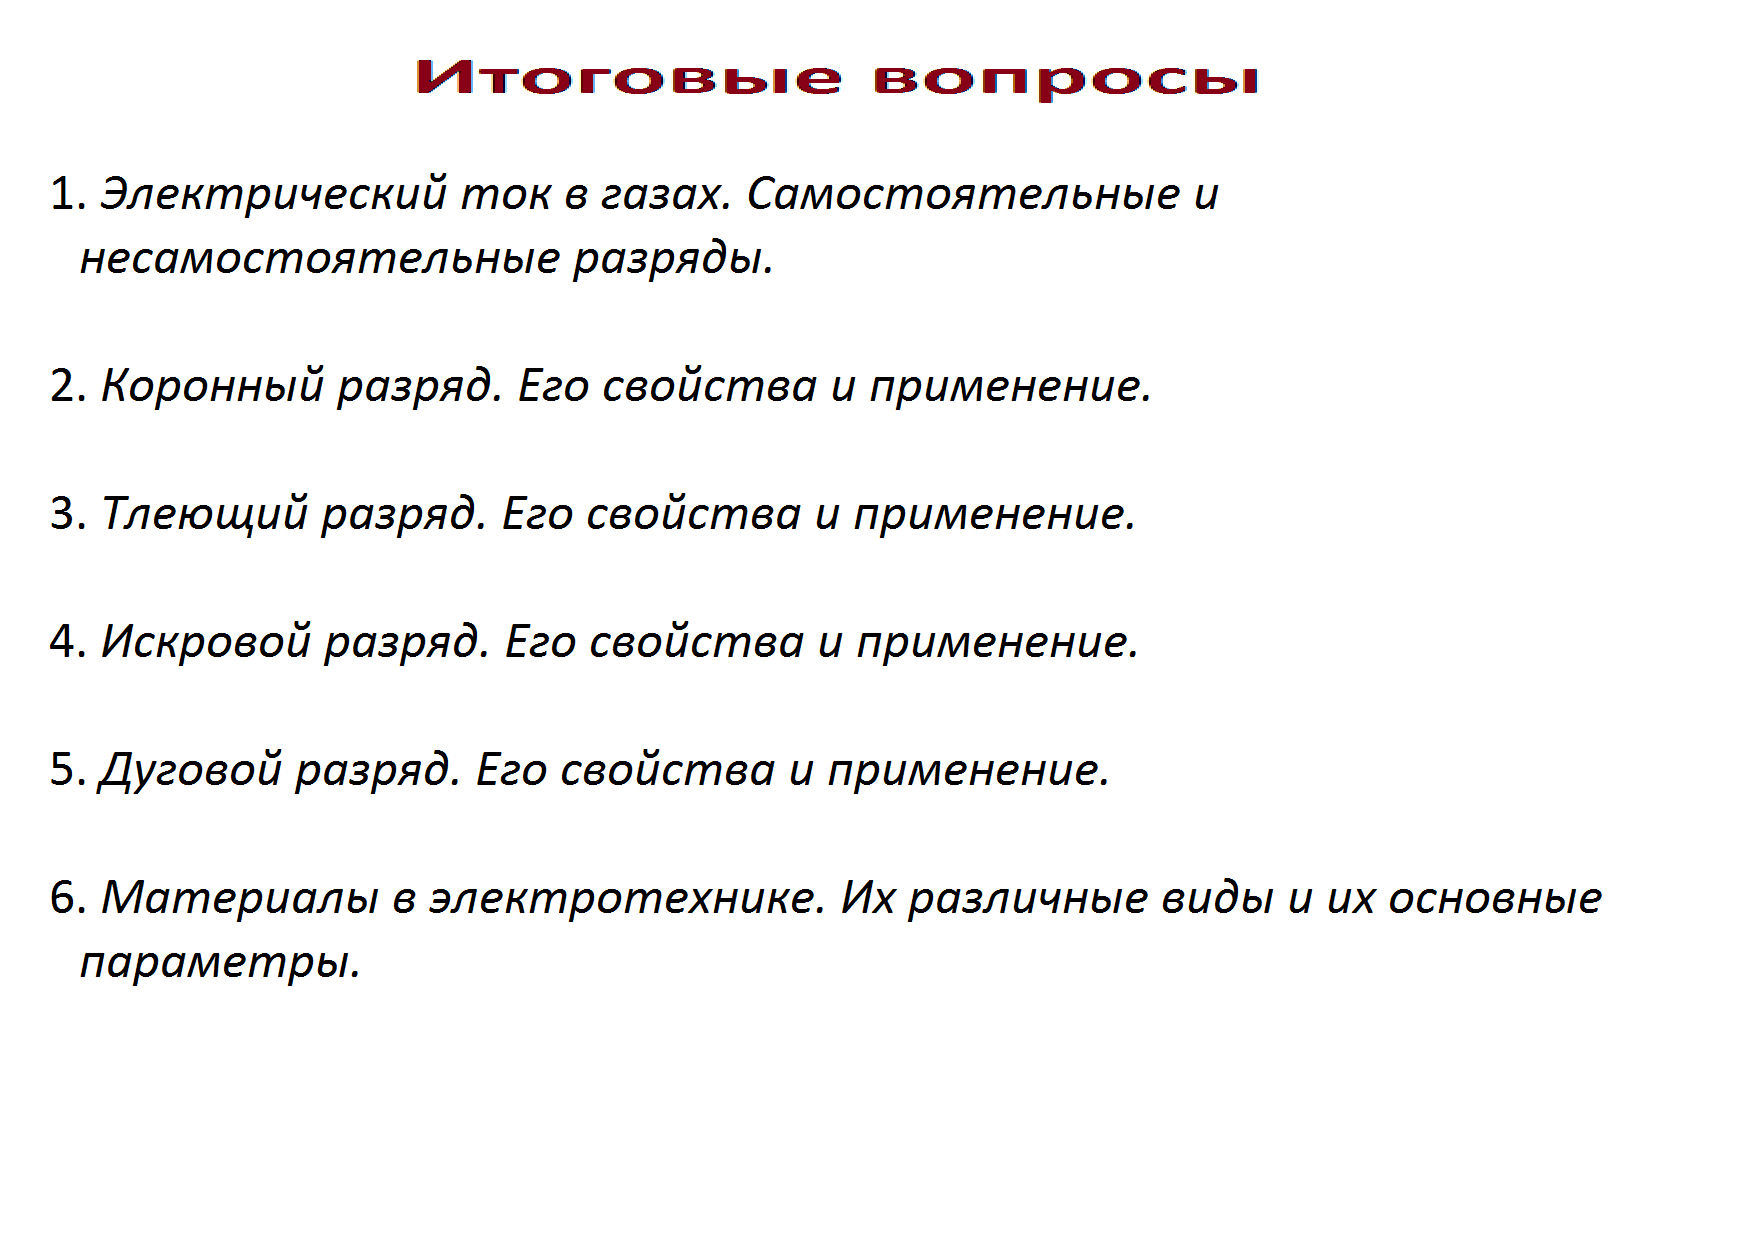 Итоговые вопросы
1. Электрический ток в газах. Самостоятельные и
несамостоятельные разряды.
2. Коронный разряд. Его свойства и применение.
3. Тлеющий разряд. Его свойства и применение.
4. Искровой разряд. Его свойства и применение.
5. Дуговой разряд. Его свойства и применение.
6. Материалы в электротехнике. Их различные виды и их основные
параметры.